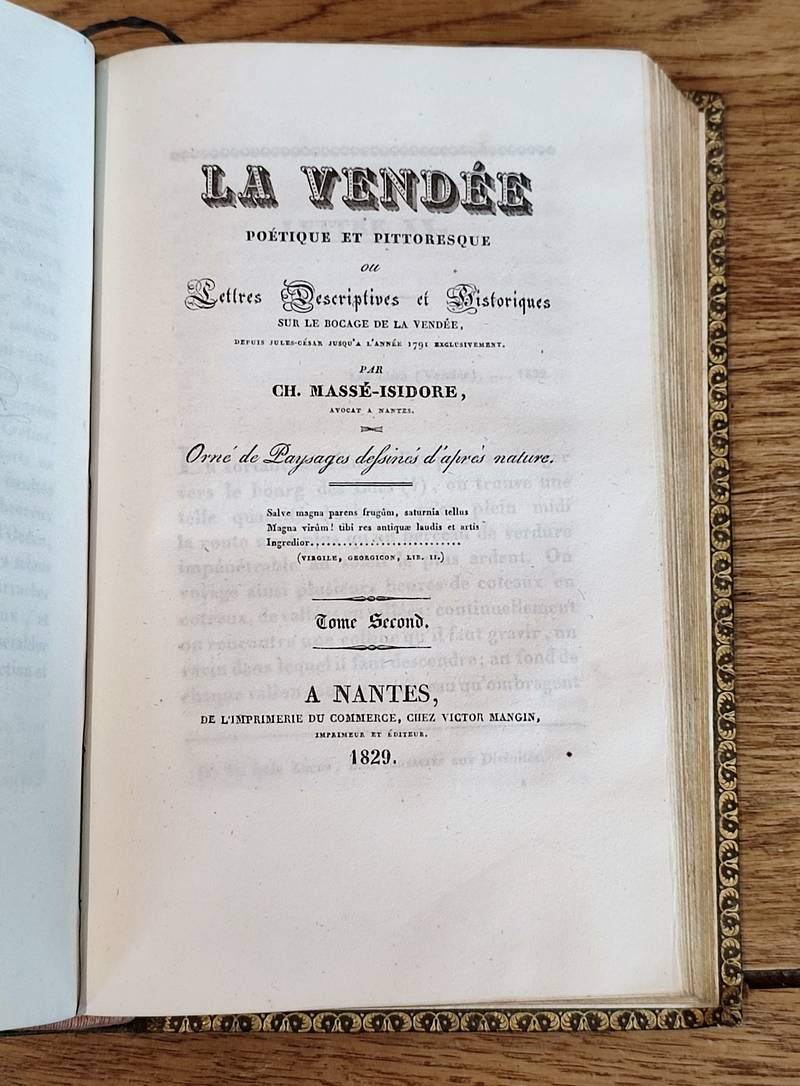 LA VENDÉE
POÉTIQUE ET PITTORESQUE
ou
Lettres Descriptives et Historiques
SUR LE BOCAGE DE LA VENDÉE,
DEPUIS JULES-CÉSAR JUSQU'A L'ANNÉE 1791 EXCLUSIVEMENT.
PAR
CH. MASSÉ-ISIDORE,
AVOCAT A NANTES.
Orné de Paysages dessinés d'après nature.
Salve magna parens frugûm, saturnia tellus
Magna virûm! tibi res antiquæ laudis et artis
Ingredior...........................
(VIRGILE, GEORGICON, LIB. II.)
Tome Second.
A NANTES,
DE L'IMPRIMERIE DU COMMERCE, CHEZ VICTOR MANGIN,
IMPRIMEUR ET ÉDITEUR.
1829.